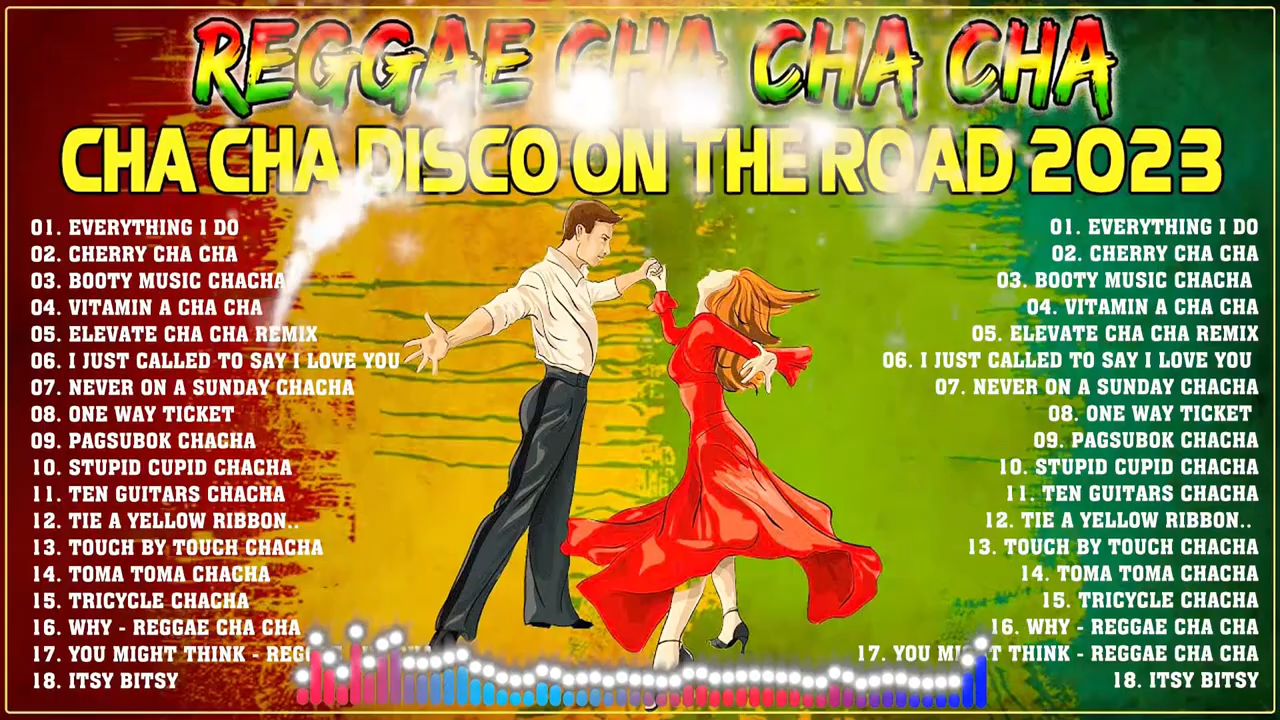 REGGAE CHA CHA CHA
CHA CHA DISCO ON THE ROAD 2023
01. EVERYTHING I DO
02. CHERRY CHA CHA
03. BOOTY MUSIC CHACHA
04. VITAMIN A CHA CHA
05. ELEVATE CHA CHA REMIX
06. I JUST CALLED TO SAY I LOVE YOU
07. NEVER ON A SUNDAY CHACHA
08. ONE WAY TICKET
09. PAGSUBOK CHACHA
10. STUPID CUPID CHACHA
11. TEN GUITARS CHACHA
12. TIE A YELLOW RIBBON..
13. TOUCH BY TOUCH CHACHA
14. TOMA TOMA CHACHA
15. TRICYCLE CHACHA
16. WHY - REGGAE CHA CHA
17. YOU MIGHT THINK -
18. ITSY BITSY
01. EVERYTHING I DO
02. CHERRY CHA CHA
03. BOOTY MUSIC CHACHA
04. VITAMIN A CHA CHA
05. ELEVATE CHA CHA REMIX
06. I JUST CALLED TO SAY I LOVE YOU
07. NEVER ON A SUNDAY CHACHA
08. ONE WAY TICKET
09. PAGSUBOK CHACHA
10. STUPID CUPID CHACHA
11. TEN GUITARS CHACHA
12. TIE A YELLOW RIBBON..
13. TOUCH BY TOUCH CHACHA
14. TOMA TOMA CHACHA
15. TRICYCLE CHACHA
16. WHY - REGGAE CHA CHA
17. YOU MIGHT THINK - REGGAE CHA CHA
18. ITSY BITSY